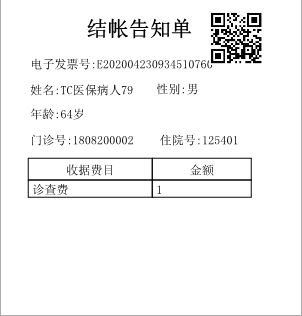 结帐告知单
电子发票号:E202004230934510760
姓名:TC医保病人79 性别:男
年龄:64岁
门诊号:1808200002 住院号:125401
收据费目 金额
诊查费 1